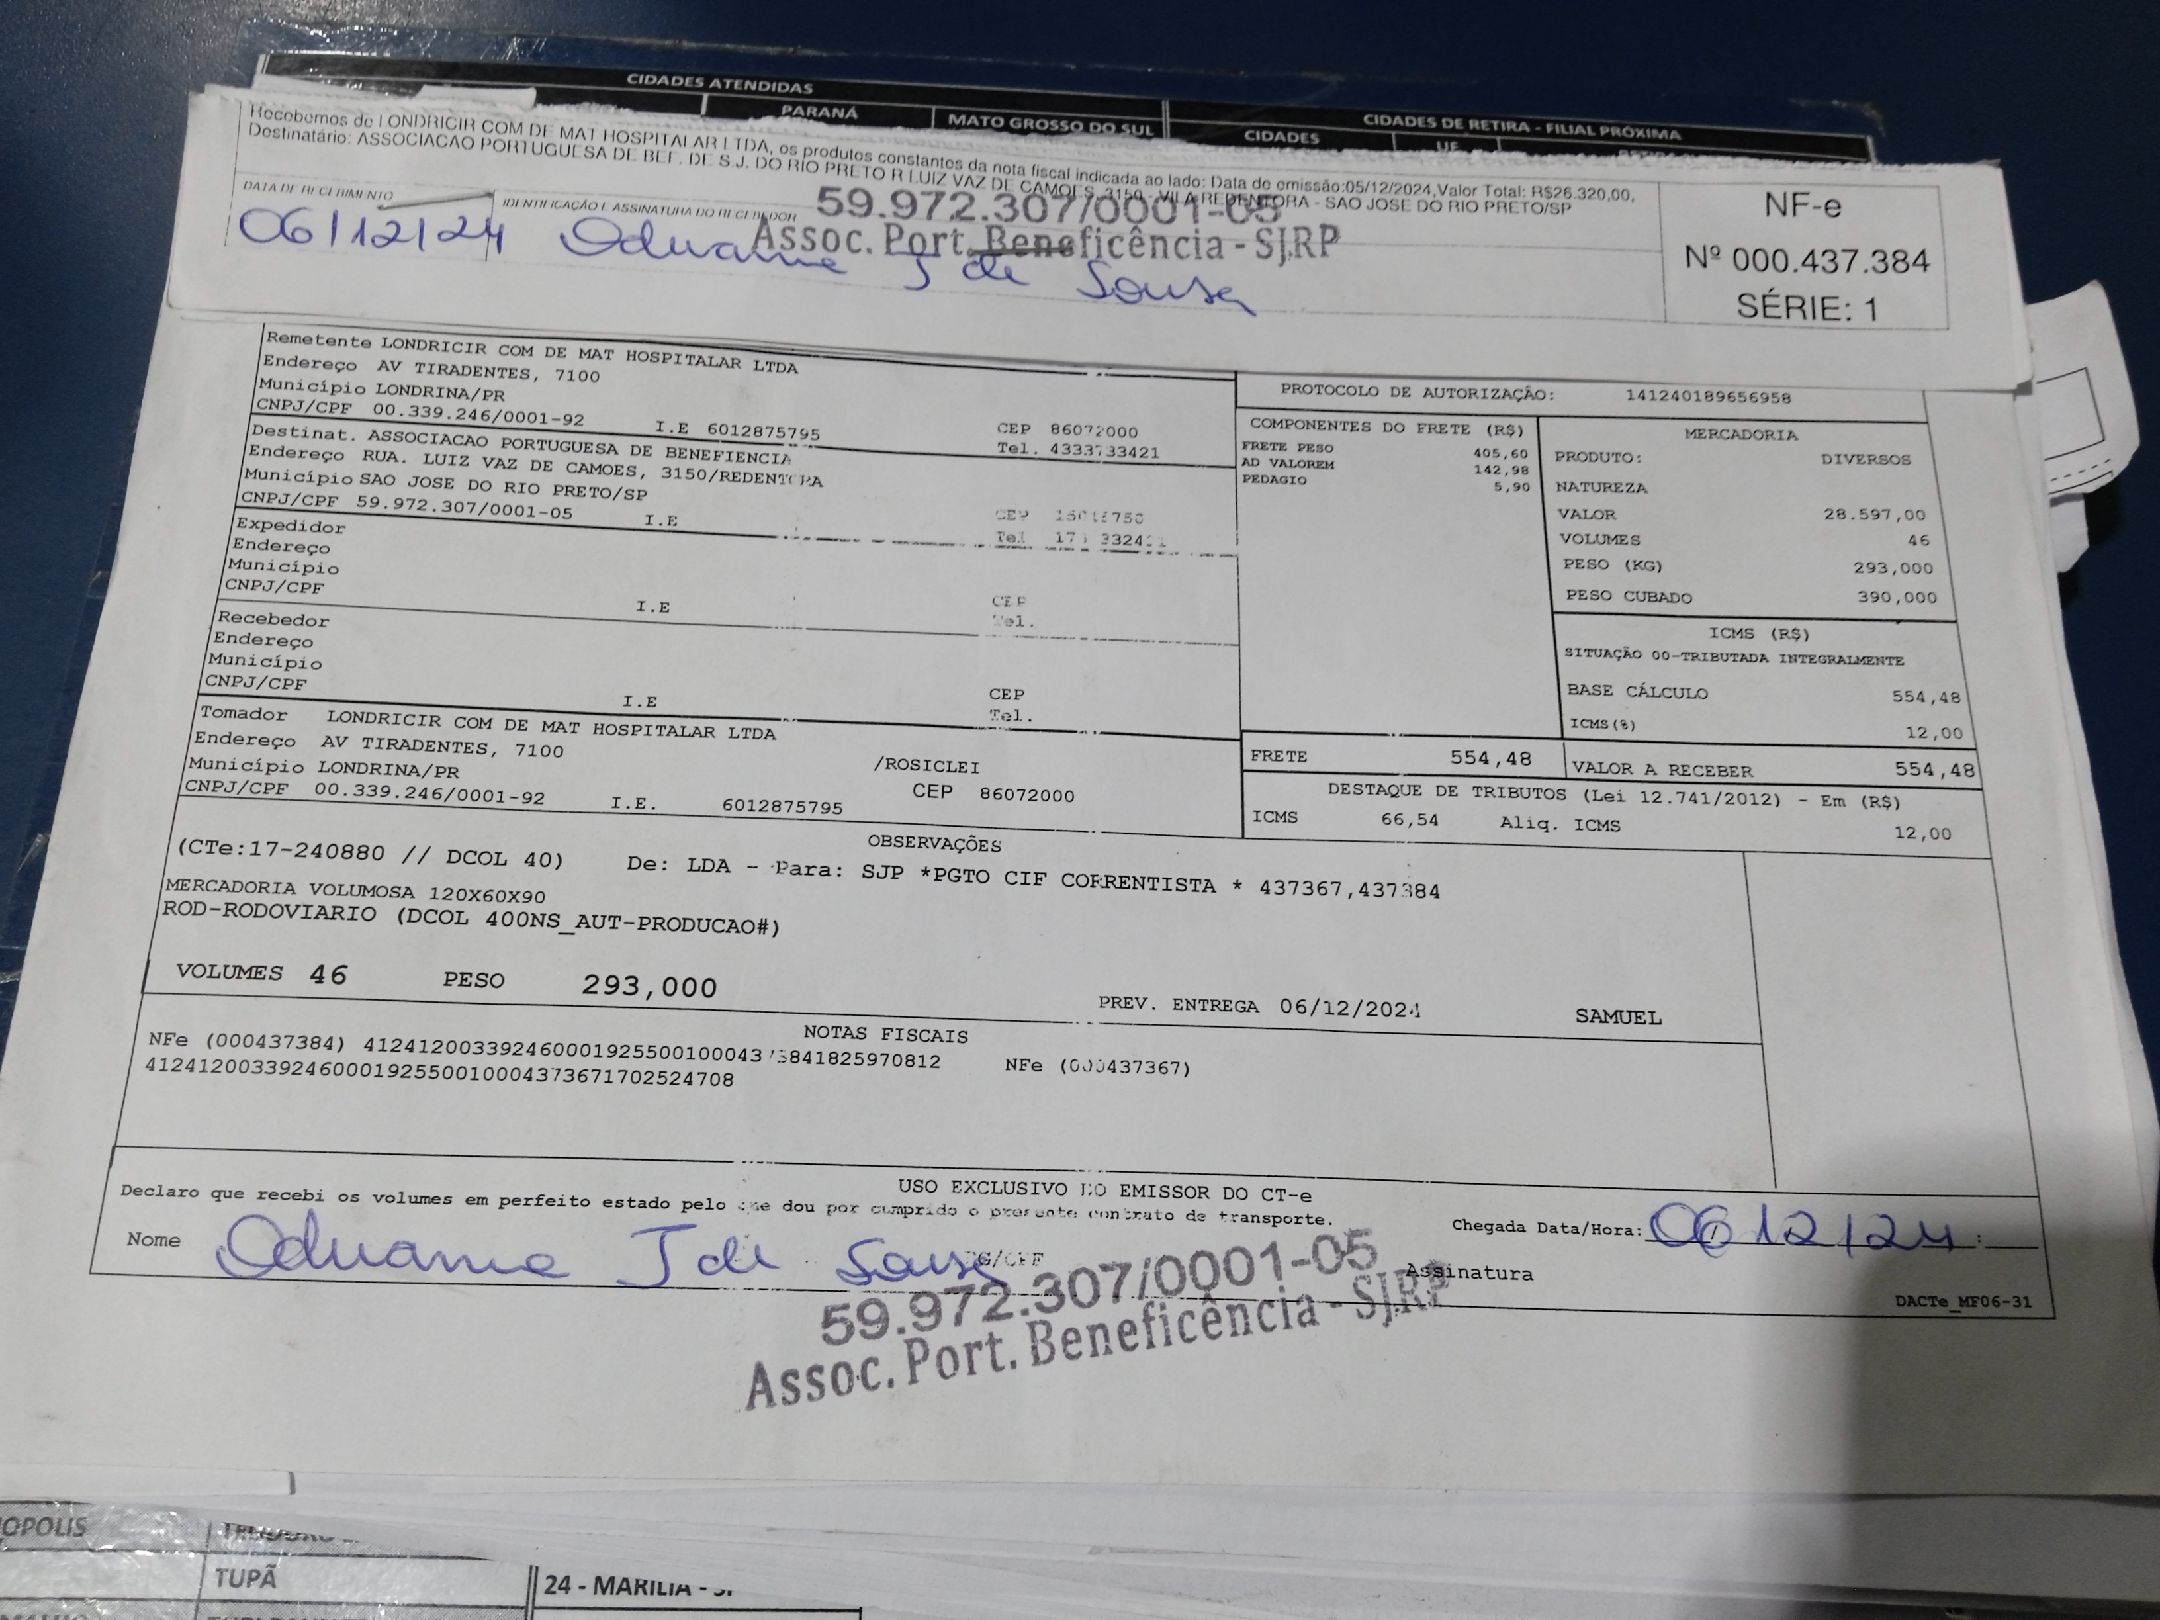 CIDADES ATENDIDAS
PARANÁ
MATO GROSSO DO SUL
CIDADES DE RETIRA - FILIAL PRÓXIMA
CIDADES
UF
Recebemos de LONDRICIR COM DE MAT HOSPITALAR LTDA, os produtos constantes da nota fiscal indicada ao lado: Data de emissão:05/12/2024,Valor Total: R$26.320,00,
Destinatário: ASSOCIACAO PORTUGUESA DE BEF. DE S J. DO RIO PRETO R LUIZ VAZ DE CAMOES, 3150 - VILA REDENTORA - SAO JOSE DO RIO PRETO/SP
DATA DE RECEBIMENTO
IDENTIFICAÇÃO E ASSINATURA DO RECEBEDOR
59.972.307/0001-05
Assoc. Port. Beneficência - SJRP
06/12/24
J de Sousa
NF-e
Nº 000.437.384
SÉRIE: 1
Remetente LONDRICIR COM DE MAT HOSPITALAR LTDA
Endereço AV TIRADENTES, 7100
Município LONDRINA/PR
CNPJ/CPF 00.339.246/0001-92 I.E 6012875795 CEP 86072000
Tel. 4333733421
Destinat. ASSOCIACAO PORTUGUESA DE BENEFIENCIA
Endereço RUA. LUIZ VAZ DE CAMOES, 3150/REDENTORA
Município SAO JOSE DO RIO PRETO/SP
CNPJ/CPF 59.972.307/0001-05 I.E CEP
Tel
Expedidor
Endereço
Município
CNPJ/CPF I.E CEP
Tel.
Recebedor
Endereço
Município
CNPJ/CPF I.E CEP
Tel.
Tomador LONDRICIR COM DE MAT HOSPITALAR LTDA
Endereço AV TIRADENTES, 7100 /ROSICLEI
Município LONDRINA/PR CEP 86072000
CNPJ/CPF 00.339.246/0001-92 I.E. 6012875795
PROTOCOLO DE AUTORIZAÇÃO: 141240189656958
COMPONENTES DO FRETE (R$)
FRETE PESO 405,60
AD VALOREM 142,98
PEDAGIO 5,90
MERCADORIA
PRODUTO: DIVERSOS
NATUREZA
VALOR 28.597,00
VOLUMES 46
PESO (KG) 293,000
PESO CUBADO 390,000
ICMS (R$)
SITUAÇÃO 00-TRIBUTADA INTEGRALMENTE
BASE CÁLCULO 554,48
ICMS(%) 12,00
FRETE 554,48 VALOR A RECEBER 554,48
DESTAQUE DE TRIBUTOS (Lei 12.741/2012) - Em (R$)
ICMS 66,54 Aliq. ICMS 12,00
OBSERVAÇÕES
(CTe:17-240880 // DCOL 40) De: LDA - Para: SJP *PGTO CIF CORRENTISTA * 437367,437384
MERCADORIA VOLUMOSA 120X60X90
ROD-RODOVIARIO (DCOL 400NS_AUT-PRODUCAO#)
VOLUMES 46 PESO 293,000
PREV. ENTREGA 06/12/2024 SAMUEL
NOTAS FISCAIS
NFe (000437384) 41241200339246000192550010004373841825970812 NFe (000437367)
41241200339246000192550010004373671702524708
USO EXCLUSIVO DO EMISSOR DO CT-e
Declaro que recebi os volumes em perfeito estado pelo que dou por cumprido o presente contrato de transporte.
Chegada Data/Hora: 06/12/24 :
Nome J de Sousa RG/CPF
Assinatura
59.972.307/0001-05
Assoc. Port. Beneficência - SJRP
DACTe_MF06-31
OPOLIS
TUPÃ
24 - MARILIA -